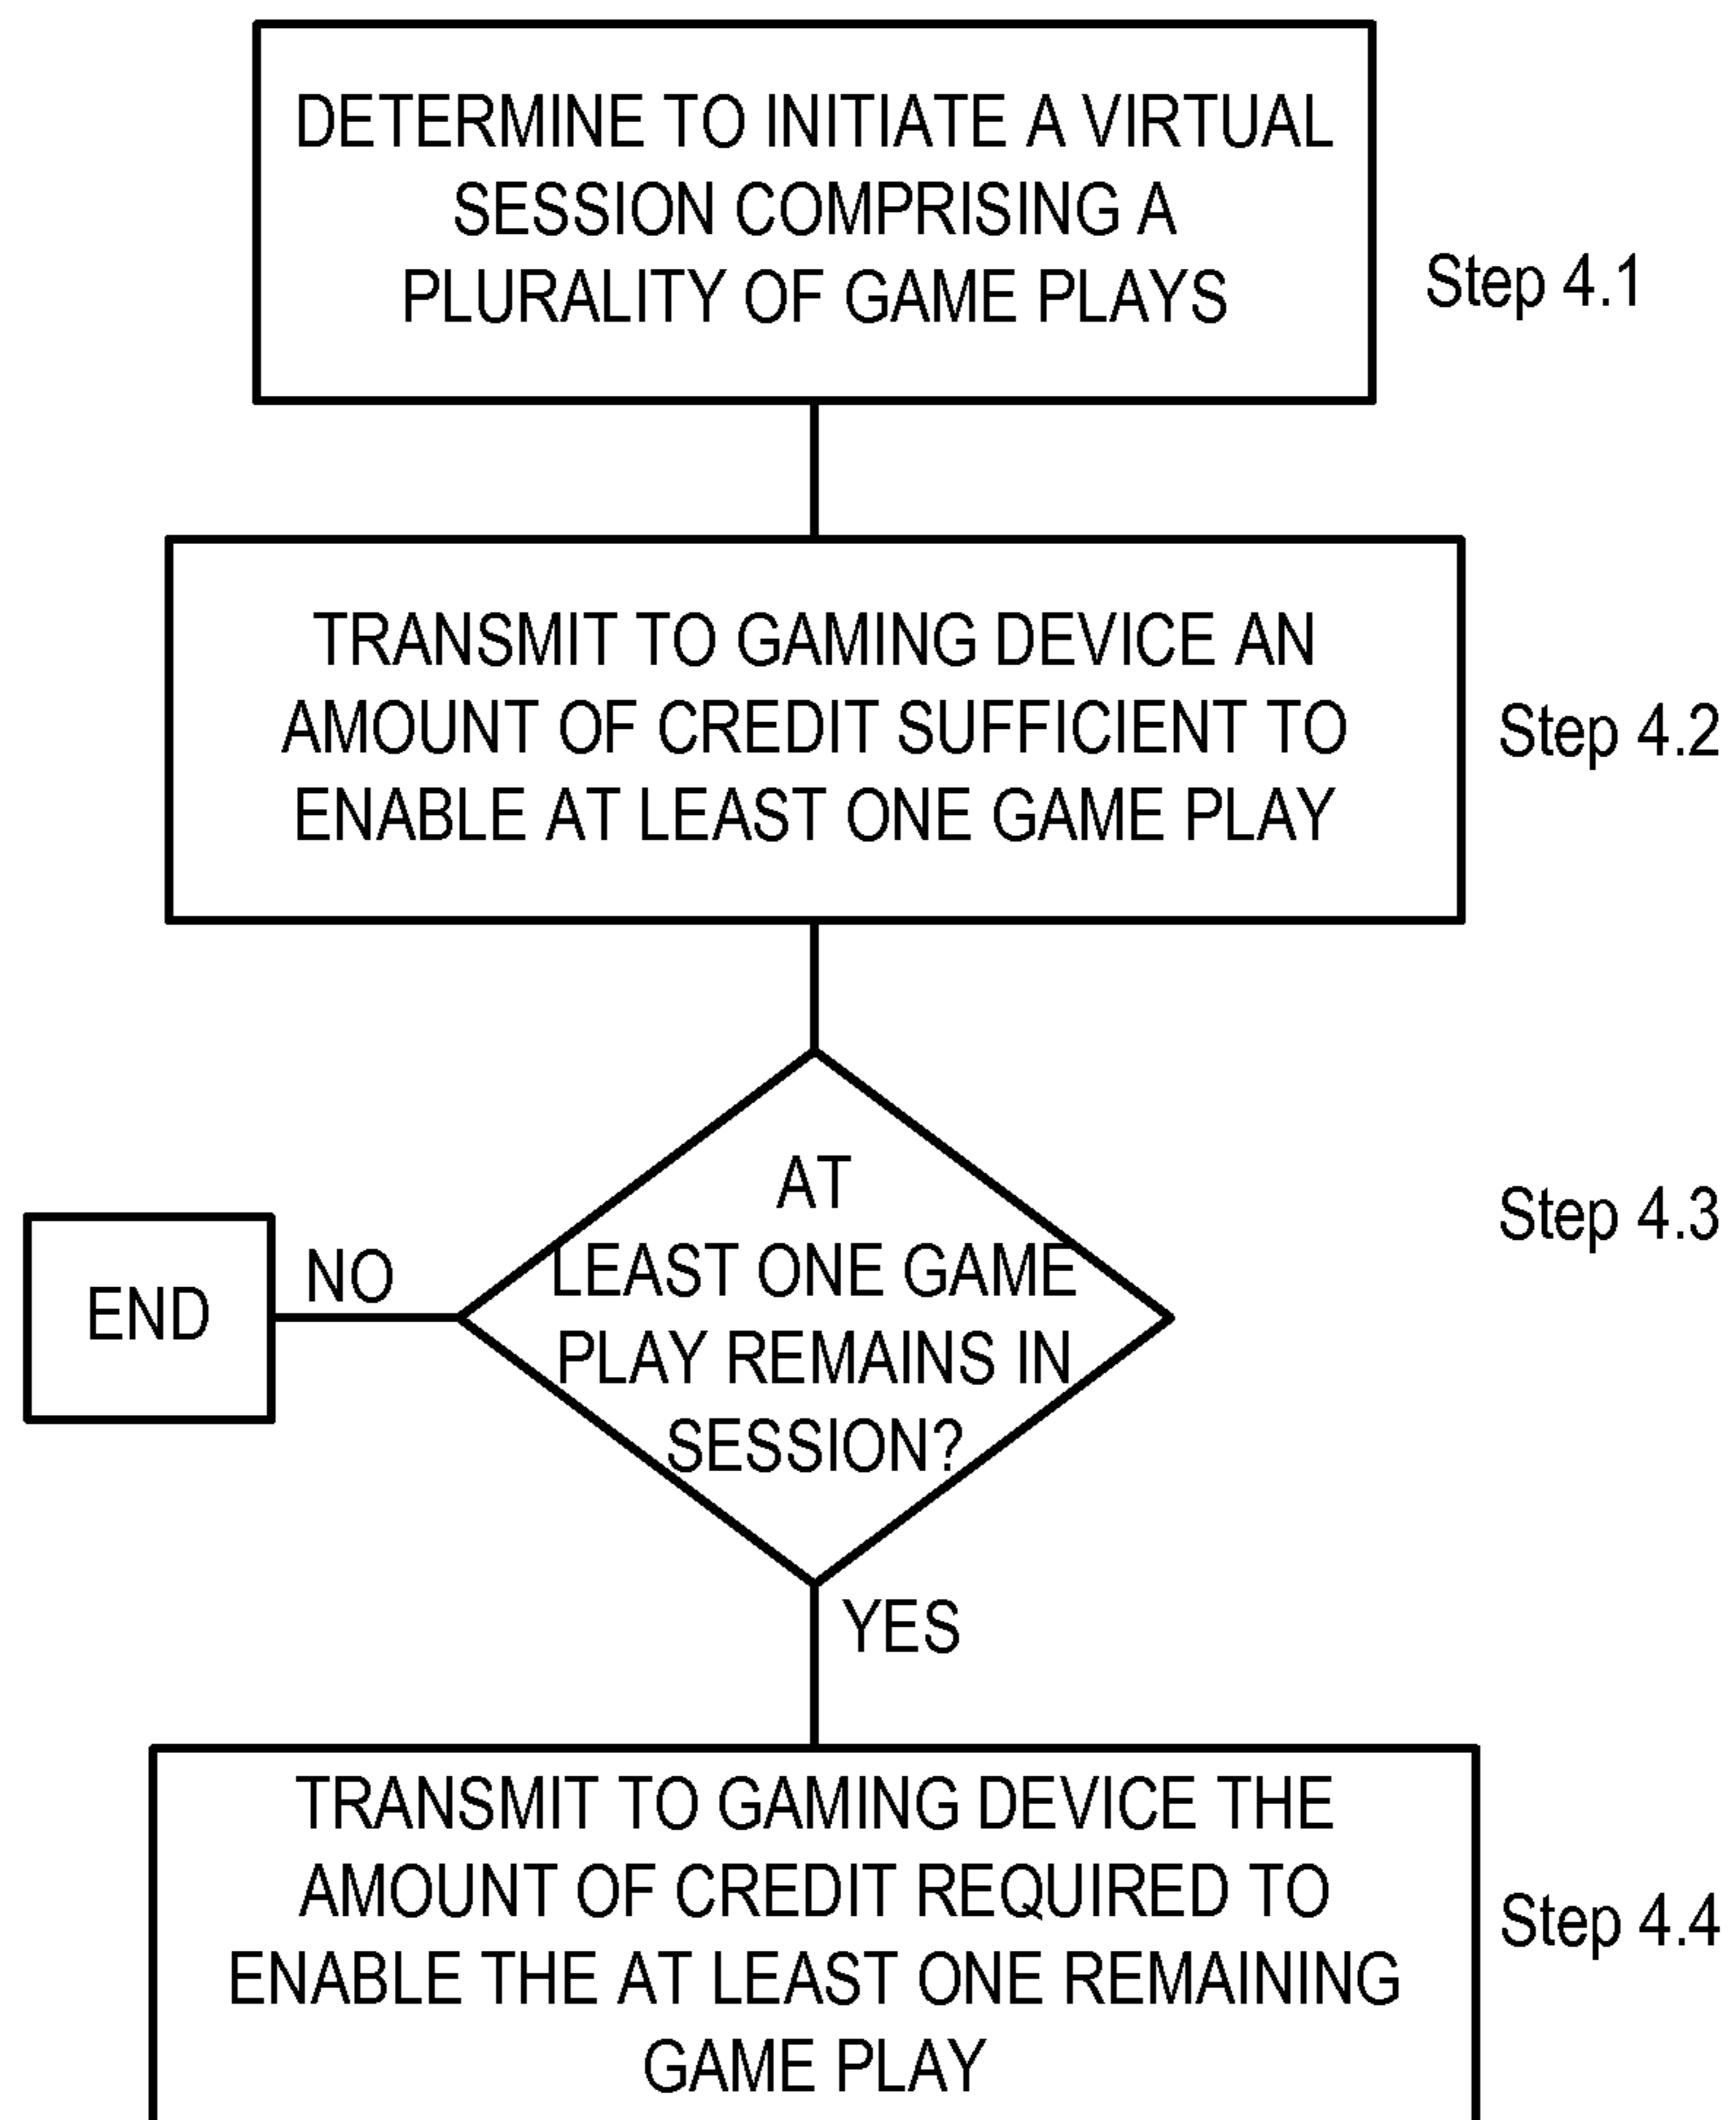 DETERMINE TO INITIATE A VIRTUAL
SESSION COMPRISING A
PLURALITY OF GAME PLAYS
Step 4.1
TRANSMIT TO GAMING DEVICE AN
AMOUNT OF CREDIT SUFFICIENT TO
ENABLE AT LEAST ONE GAME PLAY
Step 4.2
AT
LEAST ONE GAME
PLAY REMAINS IN
SESSION?
Step 4.3
NO
END
YES
TRANSMIT TO GAMING DEVICE THE
AMOUNT OF CREDIT REQUIRED TO
ENABLE THE AT LEAST ONE REMAINING
GAME PLAY
Step 4.4